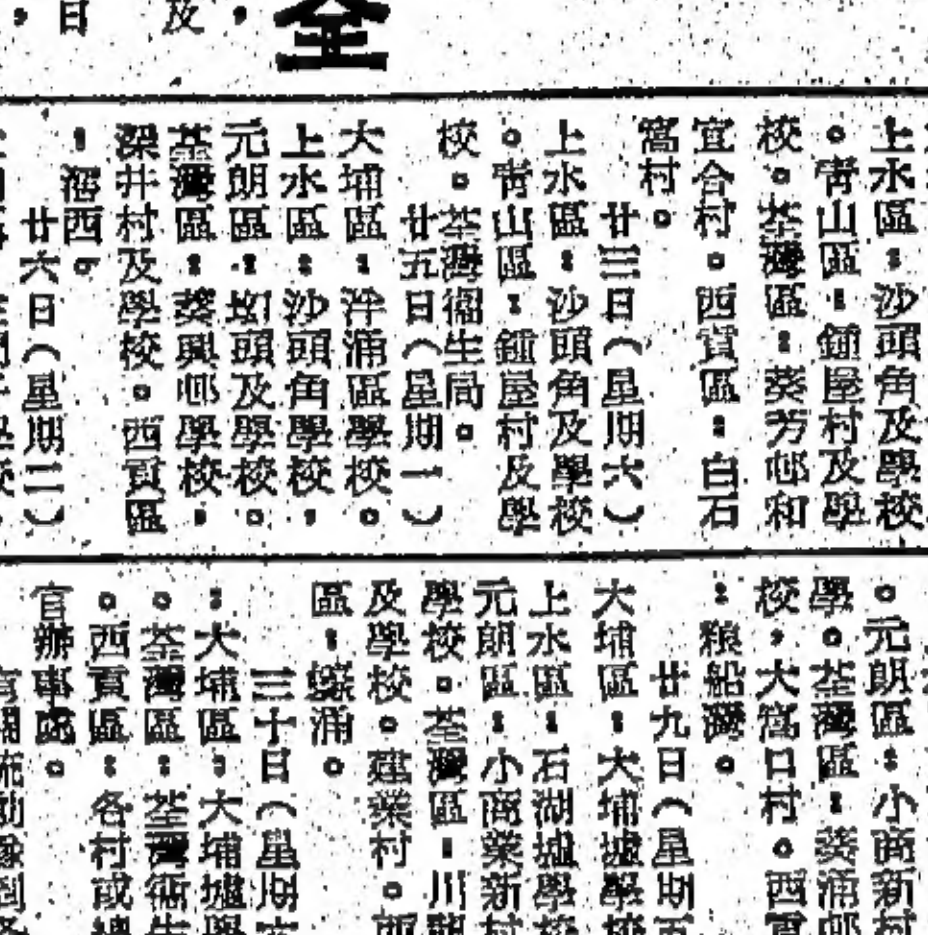 全
及，
日
上水區：沙頭角及學校
。青山區：鍾屋村及學
校。荃灣區：葵芳邨和
宜合村。西貢區：白石
窩村。
廿三日（星期六）
上水區：沙頭角及學校
。青山區：鍾屋村及學
校。荃灣衞生局。
廿五日（星期一）
大埔區：泮涌區學校。
上水區：沙頭角學校，
元朗區：坳頭及學校。
荃灣區：葵興邨學校，
深井村及學校。西貢區
：滘西。
廿六日（星期二）
。元朗區：小商新村
學。荃灣區：葵涌邨
校，大窩口村。西貢
：糧船灣。
廿九日（星期五
大埔區：大埔墟學校
上水區：石湖墟學校
元朗區：小商業新村
學校。荃灣區：川龍
及學校。建業村。
區：蠔涌。
三十日（星期六
：大埔區：大埔墟學
。荃灣區：荃灣衞生
。西貢區：各村或
官辦事處。